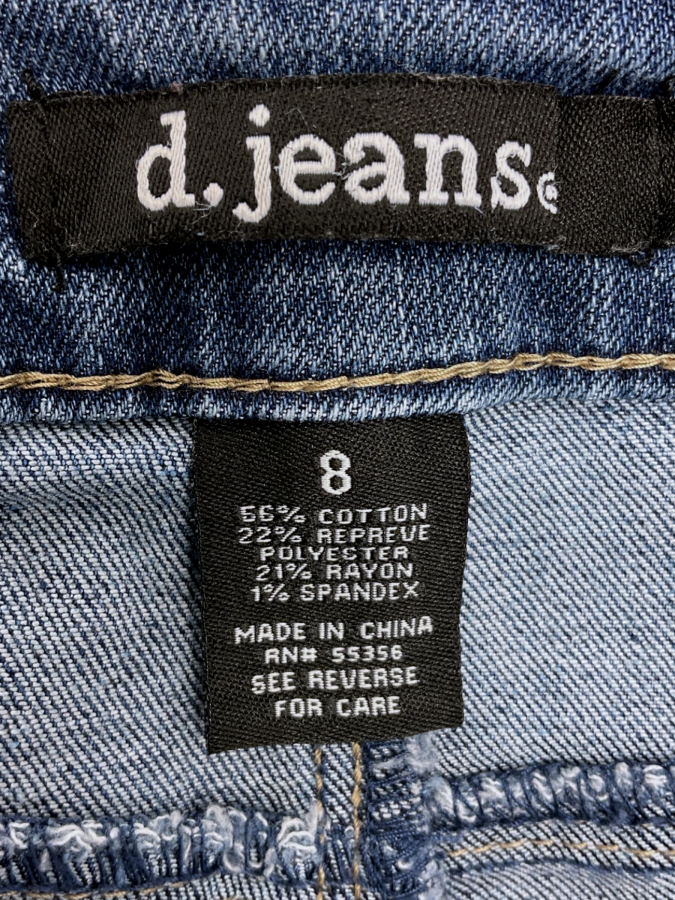 d.jeans®
8
56% COTTON
22% REPREVE
POLYESTER
21% RAYON
1% SPANDEX
MADE IN CHINA
RN# 55356
SEE REVERSE
FOR CARE